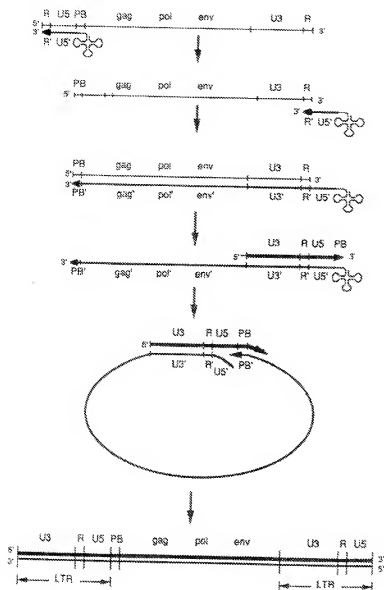 R U5 PB gag pol env U3 R
5' 3'
3' R' U5'
PB gag pol env U3 R
3'
3' R' U5'
PB gag pol env U3 R
5' 3'
3'
PB' gag' pol' env' U3' R' U5'
U3 R U5 PB
5' 3'
3'
PB' gag' pol' env' U3' R' U5'
U3 R U5 PB
5'
U3' R' U5' PB'
U3 R U5 PB gag pol env U3 R U5
5' 3'
3' 5'
LTR LTR